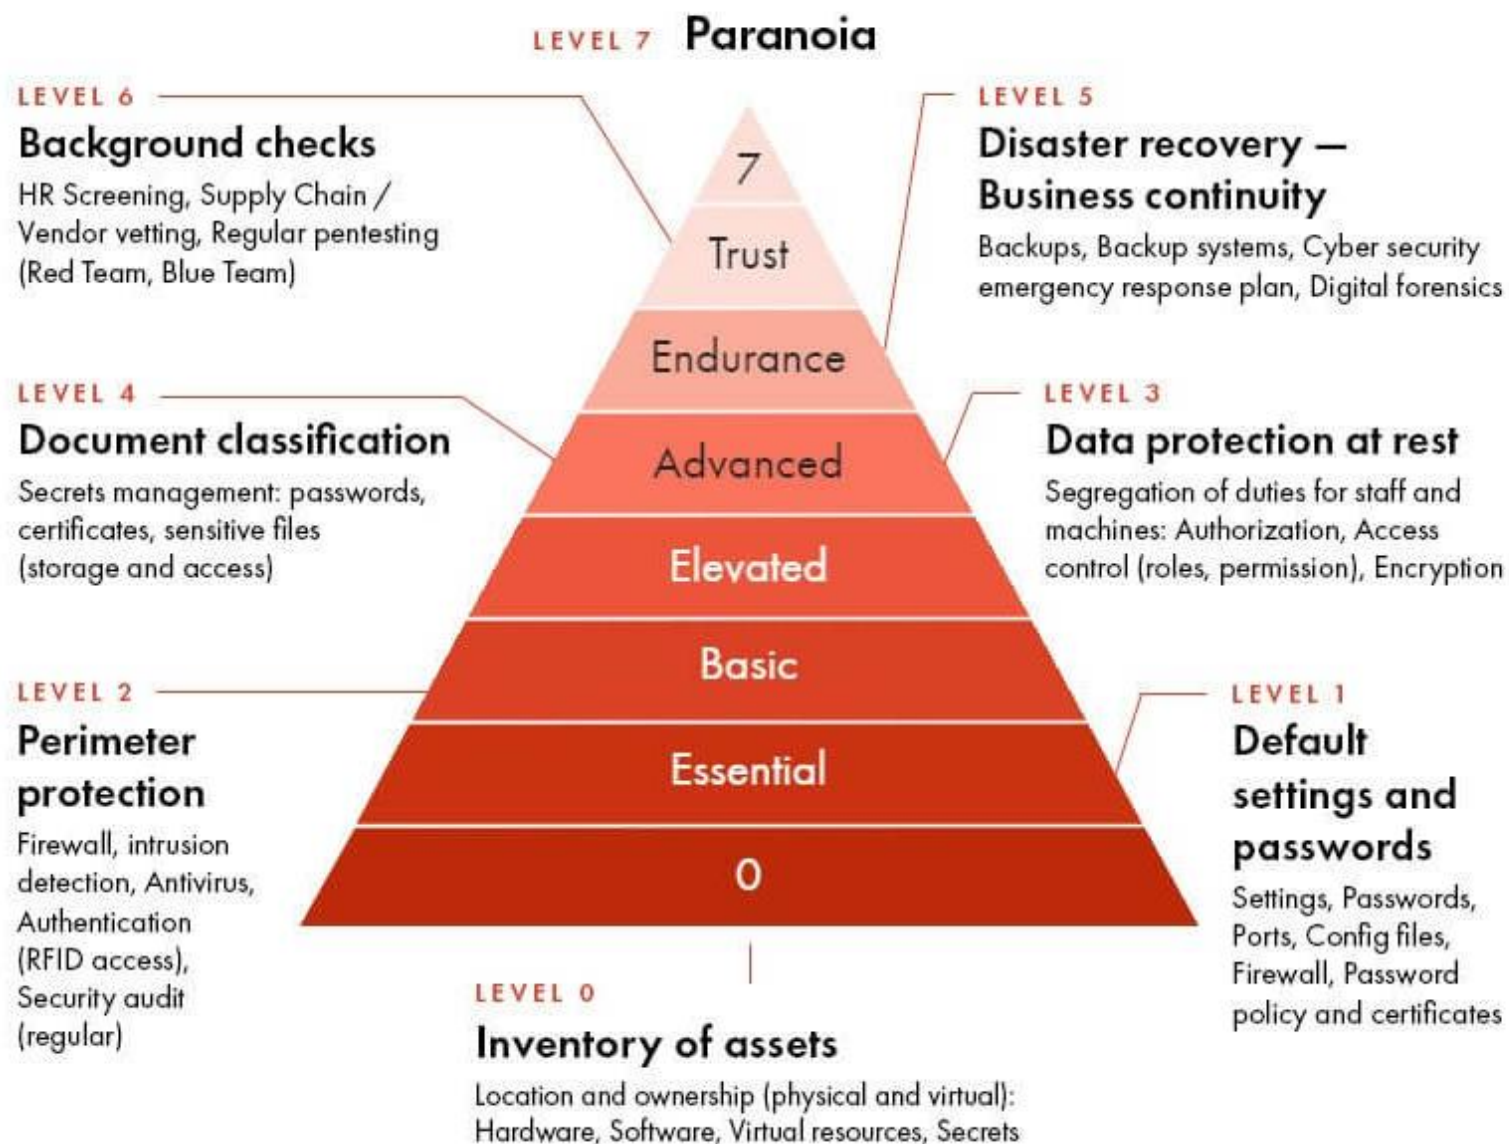 LEVEL 7 Paranoia
LEVEL 6
Background checks
HR Screening, Supply Chain /
Vendor vetting, Regular pentesting
(Red Team, Blue Team)
LEVEL 5
Disaster recovery –
Business continuity
Backups, Backup systems, Cyber security
emergency response plan, Digital forensics
7
Trust
Endurance
LEVEL 4
Document classification
Secrets management: passwords,
certificates, sensitive files
(storage and access)
LEVEL 3
Data protection at rest
Segregation of duties for staff and
machines: Authorization, Access
control (roles, permission), Encryption
Advanced
Elevated
Basic
LEVEL 2
Perimeter
protection
Firewall, intrusion
detection, Antivirus,
Authentication
(RFID access),
Security audit
(regular)
Essential
0
LEVEL 1
Default
settings and
passwords
Settings, Passwords,
Ports, Config files,
Firewall, Password
policy and certificates
LEVEL 0
Inventory of assets
Location and ownership (physical and virtual):
Hardware, Software, Virtual resources, Secrets